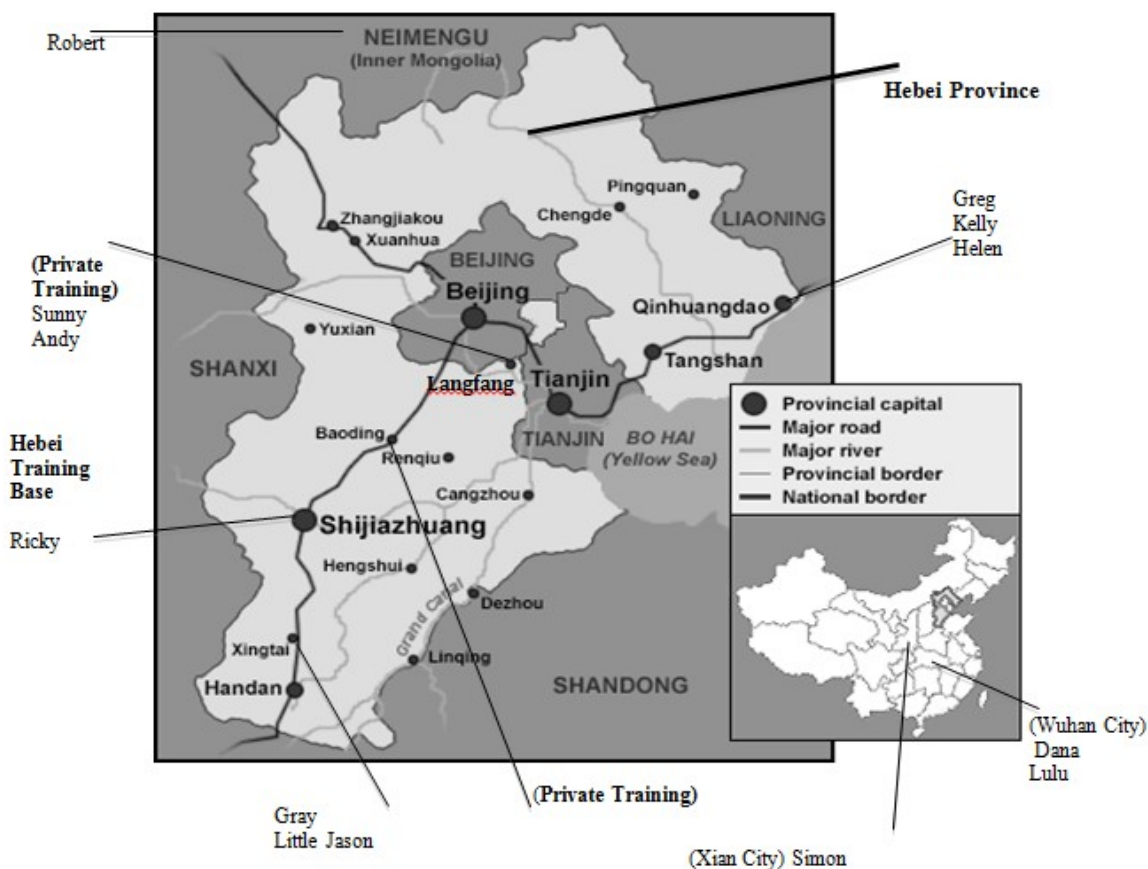 Robert
NEIMENGU
(Inner Mongolia)
Hebei Province
Pingquan
Chengde
LIAONING
Greg
Kelly
Helen
Zhangjiakou
Xuanhua
(Private
Training)
Sunny
Andy
BEIJING
Beijing
Qinhuangdao
Yuxian
Tangshan
SHANXI
Langfang
Tianjin
Provincial capital
Major road
Major river
Provincial border
National border
Baoding
TIANJIN
BO HAI
(Yellow Sea)
Renqiu
Hebei
Training
Base
Cangzhou
Ricky
Shijiazhuang
Hengshui
Grand Canal
Dezhou
Xingtai
Linqing
Handan
SHANDONG
(Wuhan City)
Dana
Lulu
(Private Training)
Gray
Little Jason
(Xian City) Simon